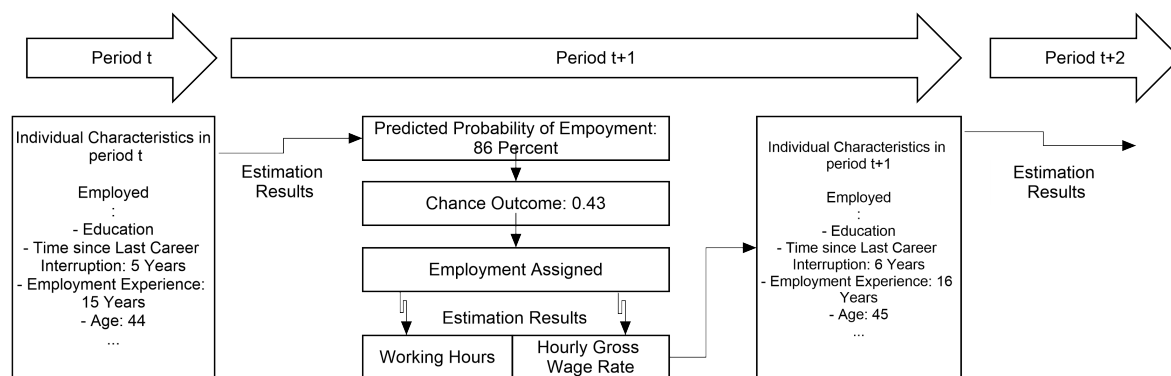 Period t
Period t+1
Period t+2
Individual Characteristics in
period t
Employed
:
- Education
- Time since Last Career
Interruption: 5 Years
- Employment Experience:
15 Years
- Age: 44
...
Estimation
Results
Predicted Probability of Empoyment:
86 Percent
Chance Outcome: 0.43
Employment Assigned
Estimation Results
Working Hours
Hourly Gross
Wage Rate
Individual Characteristics in
period t+1
Employed
:
- Education
- Time since Last Career
Interruption: 6 Years
- Employment Experience: 16
Years
- Age: 45
...
Estimation
Results